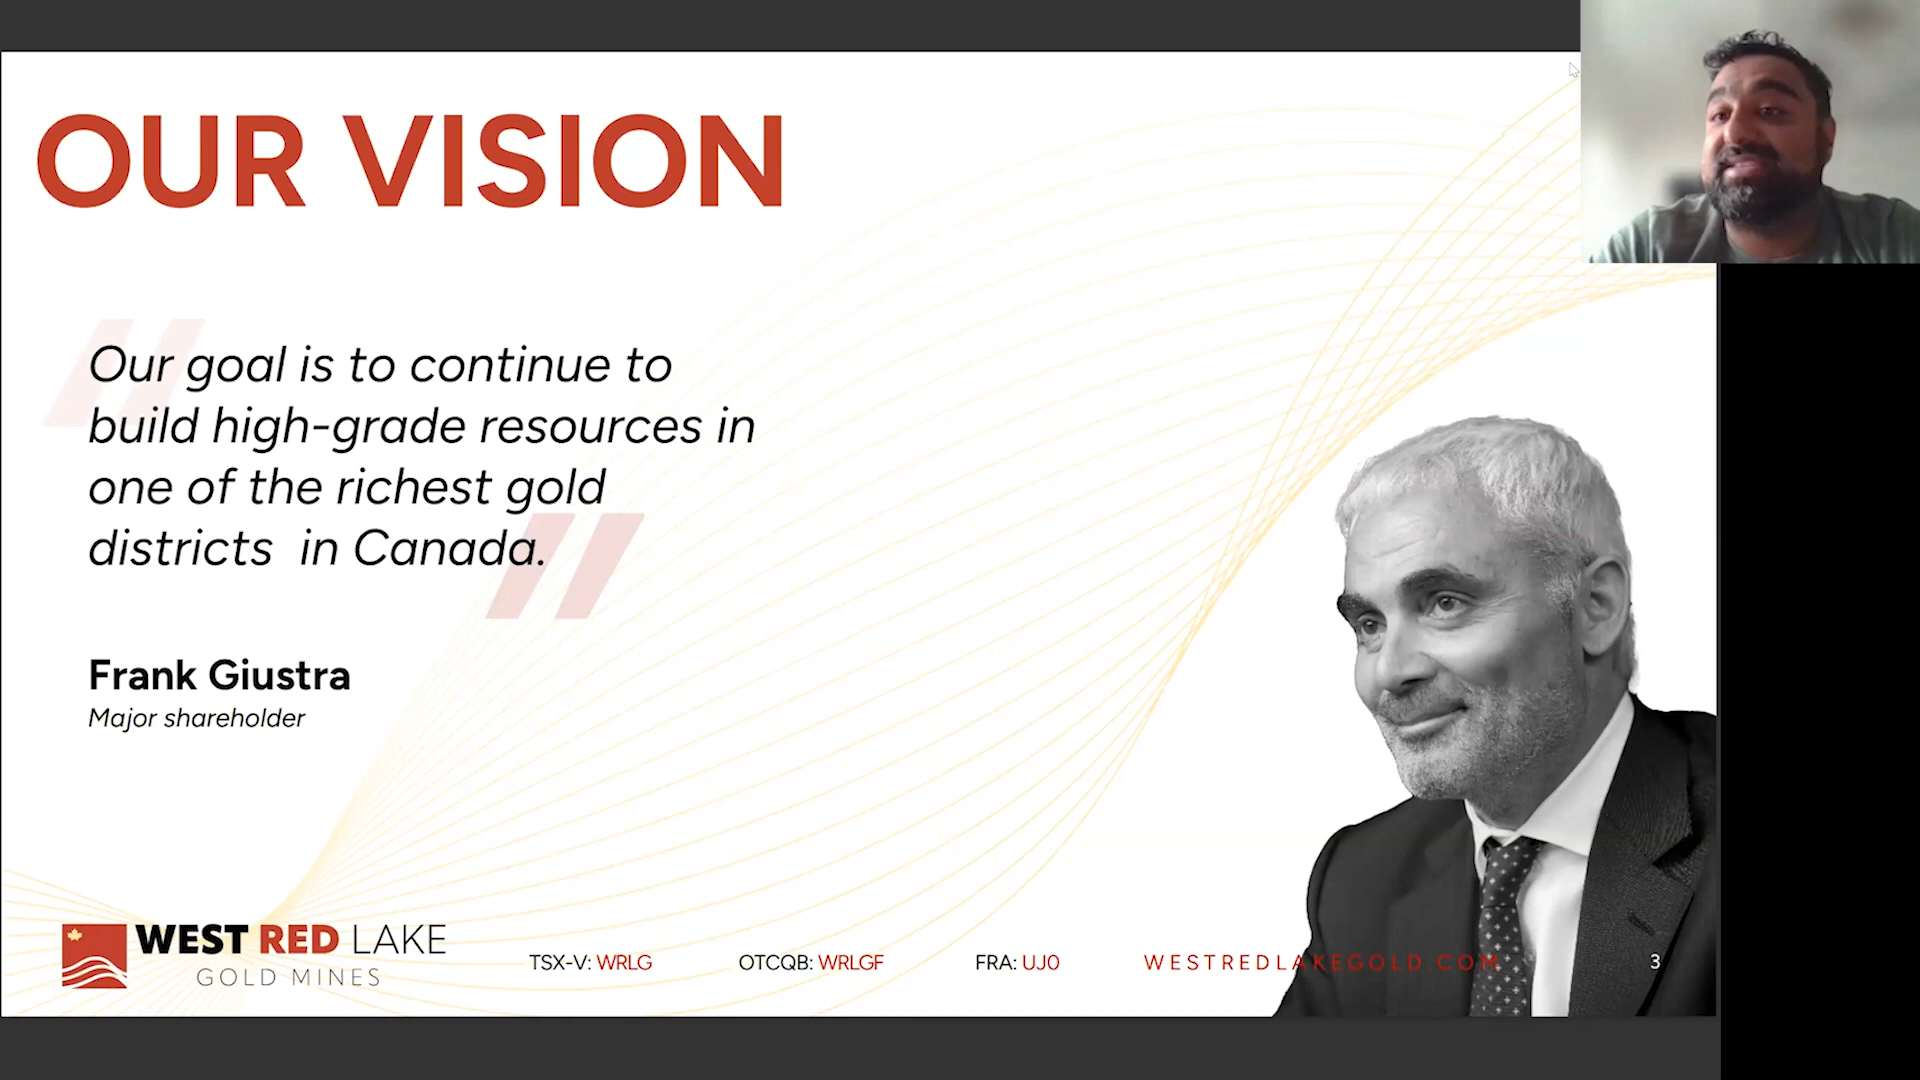 OUR VISION
"
Our goal is to continue to
build high-grade resources in
one of the richest gold
districts in Canada.
"
Frank Giustra
Major shareholder
WEST RED LAKE
GOLD MINES
TSX-V: WRLG
OTCQB: WRLGF
FRA: UJ0
WESTREDLAKEGOLD.COM
3